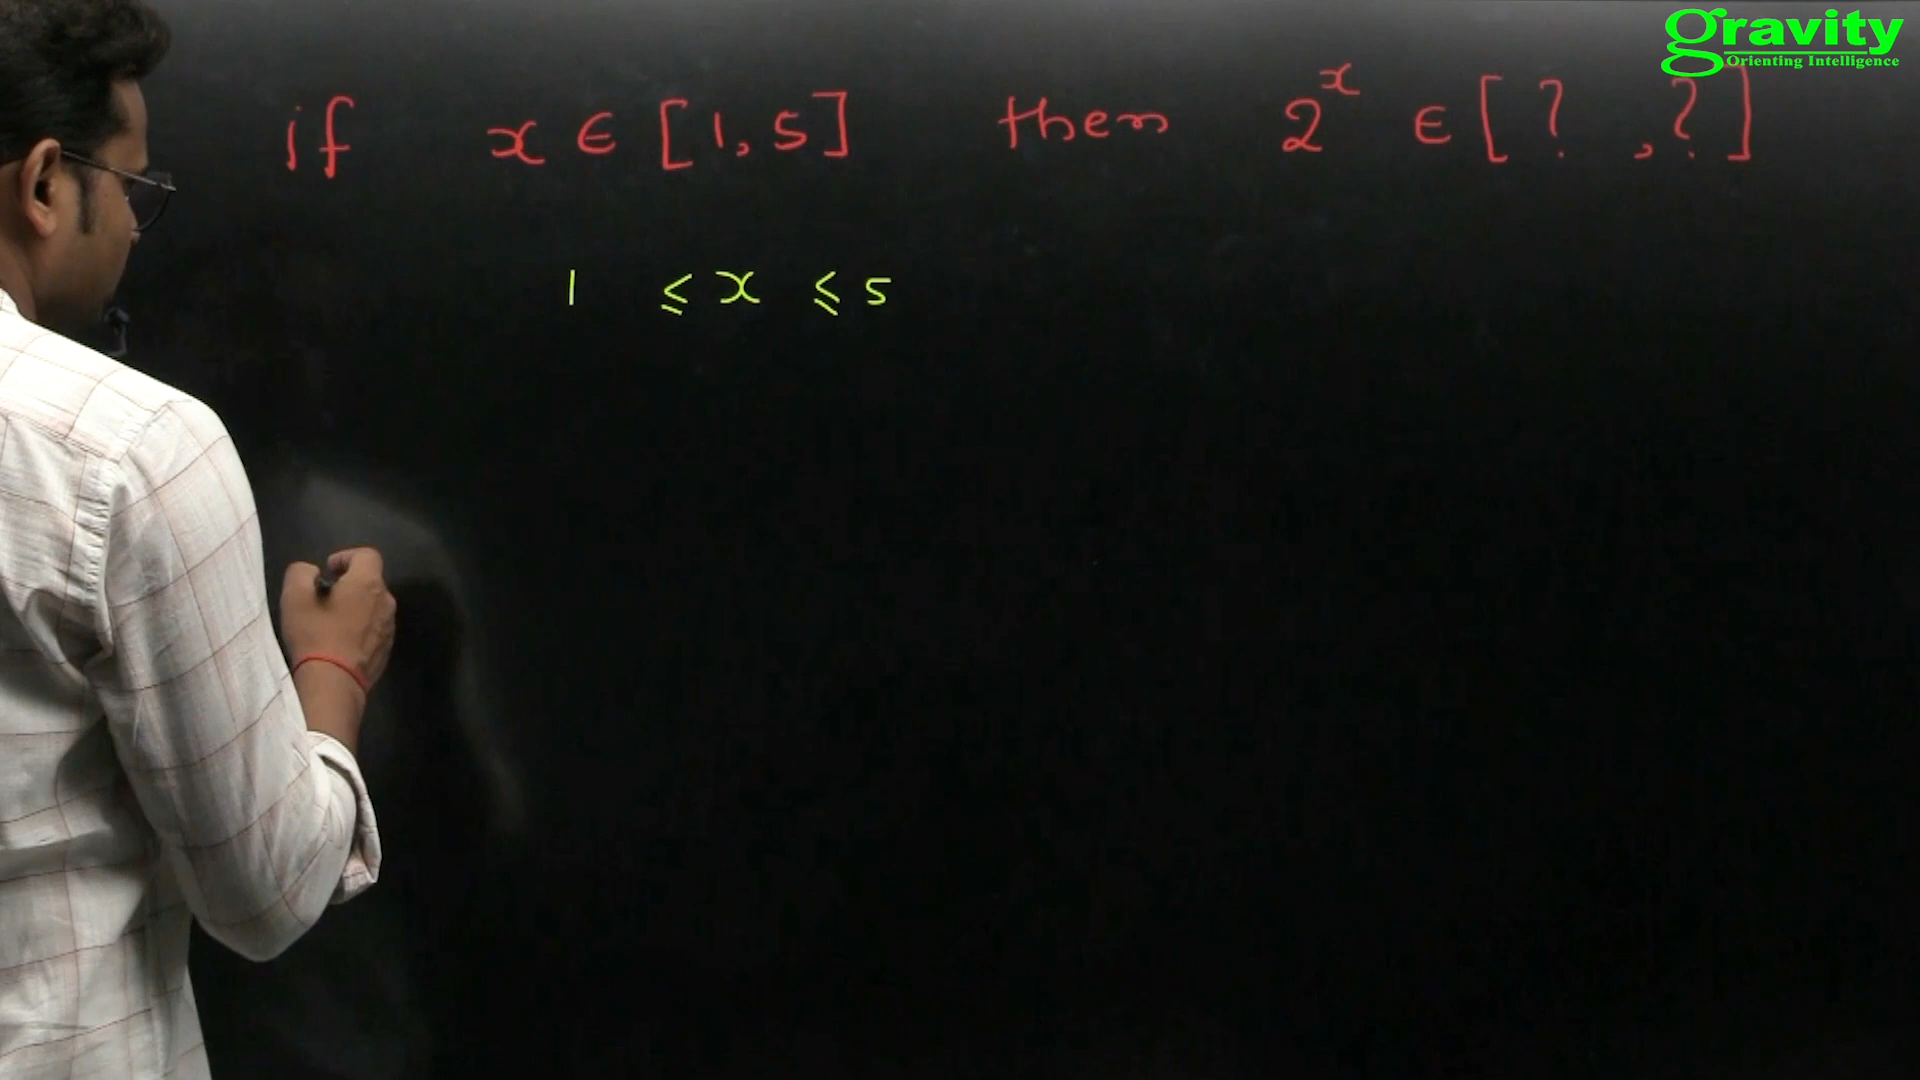 gravity
Orienting Intelligence
if x ∈ [1, 5] then 2^x ∈ [?, ?]
1 ⩽ x ⩽ 5